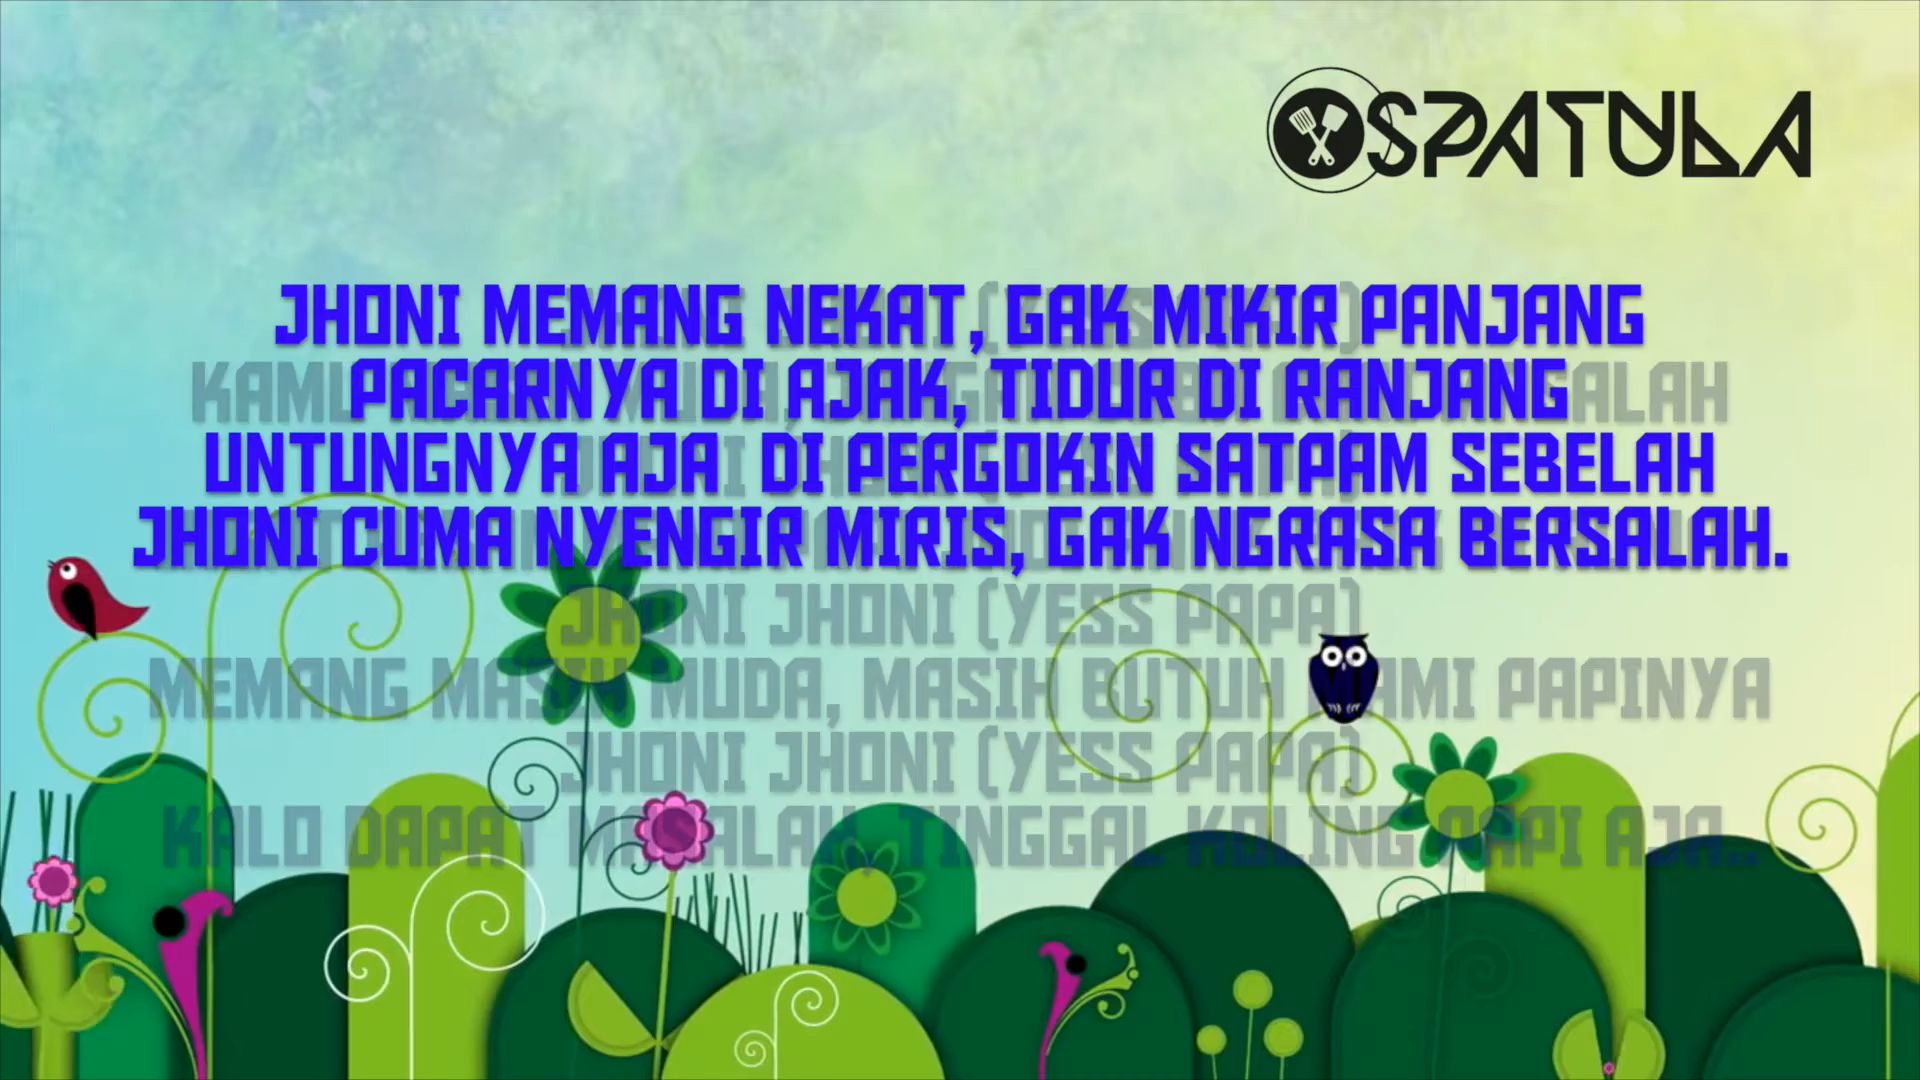 SPATULA
JHONI MEMANG NEKAT, GAK MIKIR PANJANG
PACARNYA DI AJAK, TIDUR DI RANJANG
UNTUNGNYA AJA DI PERGOKIN SATPAM SEBELAH
JHONI CUMA NYENGIR MIRIS, GAK NGRASA BERSALAH.
JHONI JHONI (YESS PAPA)
MEMANG MASIH MUDA, MASIH BUTUH MAMI PAPINYA
JHONI JHONI (YESS PAPA)
KALO DAPAT MASALAH, TINGGAL KOLING PAPI AJA..